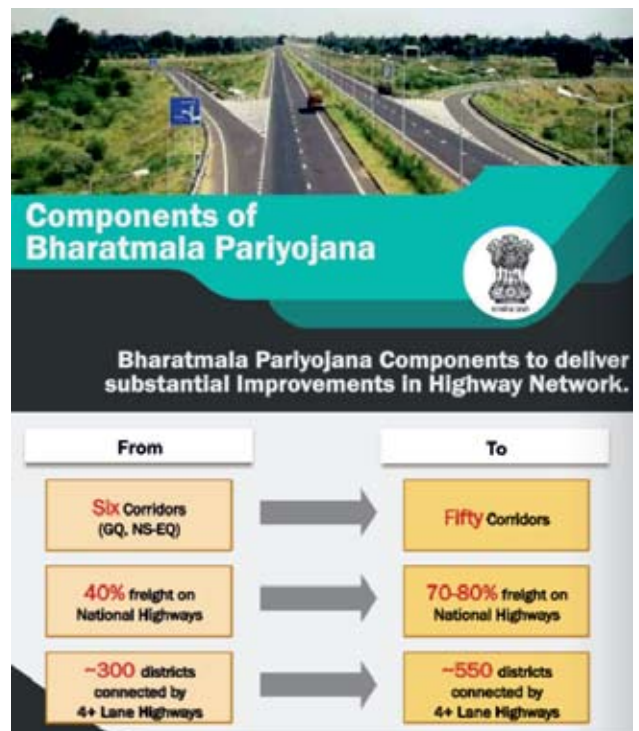 Components of
Bharatmala Pariyojana
Bharatmala Pariyojana Components to deliver
substantial Improvements in Highway Network.
From
To
Six Corridors
(GQ, NS-EQ)
Fifty Corridors
40% freight on
National Highways
70-80% freight on
National Highways
~300 districts
connected by
4+ Lane Highways
~550 districts
connected by
4+ Lane Highways